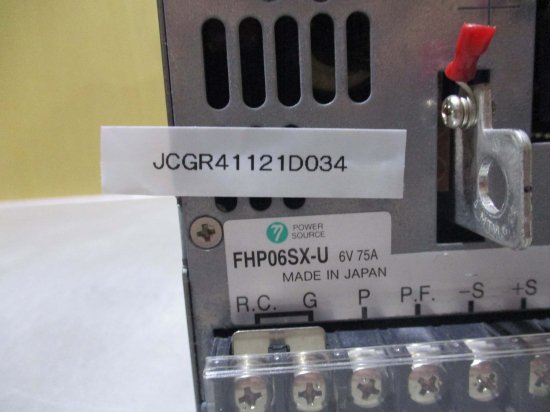 JCGR41121D034
POWER
SOURCE
FHP06SX-U 6V 75A
MADE IN JAPAN
R.C. G P P.F. -S +S